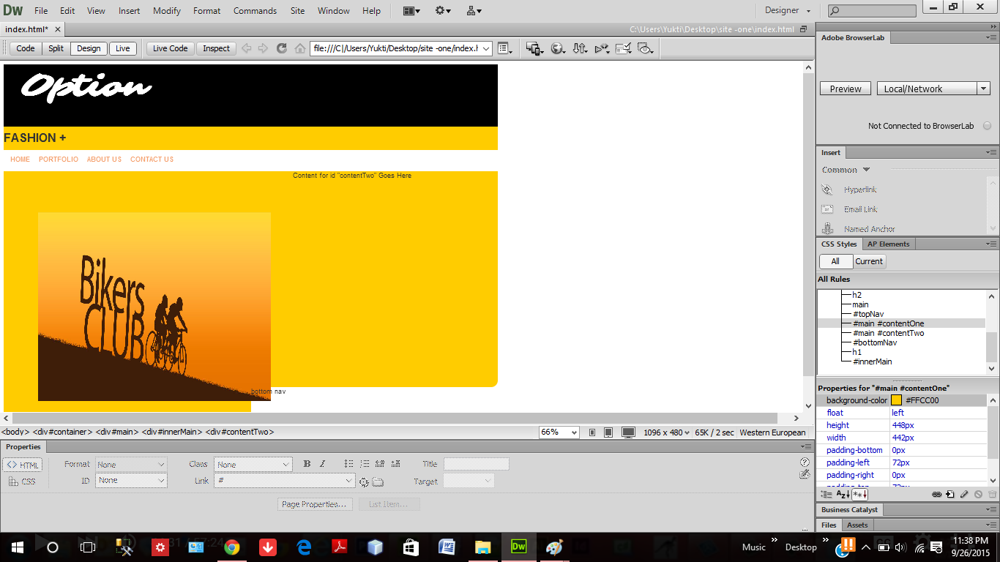 Dw File Edit View Insert Modify Format Commands Site Window Help Designer
index.html* × C:\Users\Yukti\Desktop\site -one\index.html
Code Split Design Live Live Code Inspect file:///C|/Users/Yukti/Desktop/site -one/index.h
Option
FASHION +
HOME PORTFOLIO ABOUT US CONTACT US
Content for id "contentTwo" Goes Here
Bikers
CLUB
bottom nav
<body> <div#container> <div#main> <div#innerMain> <div#contentTwo> 66% 1096 x 480 65K / 2 sec Western European
Properties
<> HTML Format None Class None B I Title
CSS ID None Link # Target
Page Properties... List Item...
Adobe BrowserLab
Preview Local/Network
Not Connected to BrowserLab
Insert
Common
Hyperlink
Email Link
Named Anchor
CSS Styles AP Elements
All Current
All Rules
h2
main
#topNav
#main #contentOne
#main #contentTwo
#bottomNav
h1
#innerMain
Properties for "#main #contentOne"
background-color #FFCC00
float left
height 448px
width 442px
padding-bottom 0px
padding-left 72px
padding-right 0px
padding-top 72px
Business Catalyst
Files Assets
Music Desktop 11:38 PM
9/26/2015